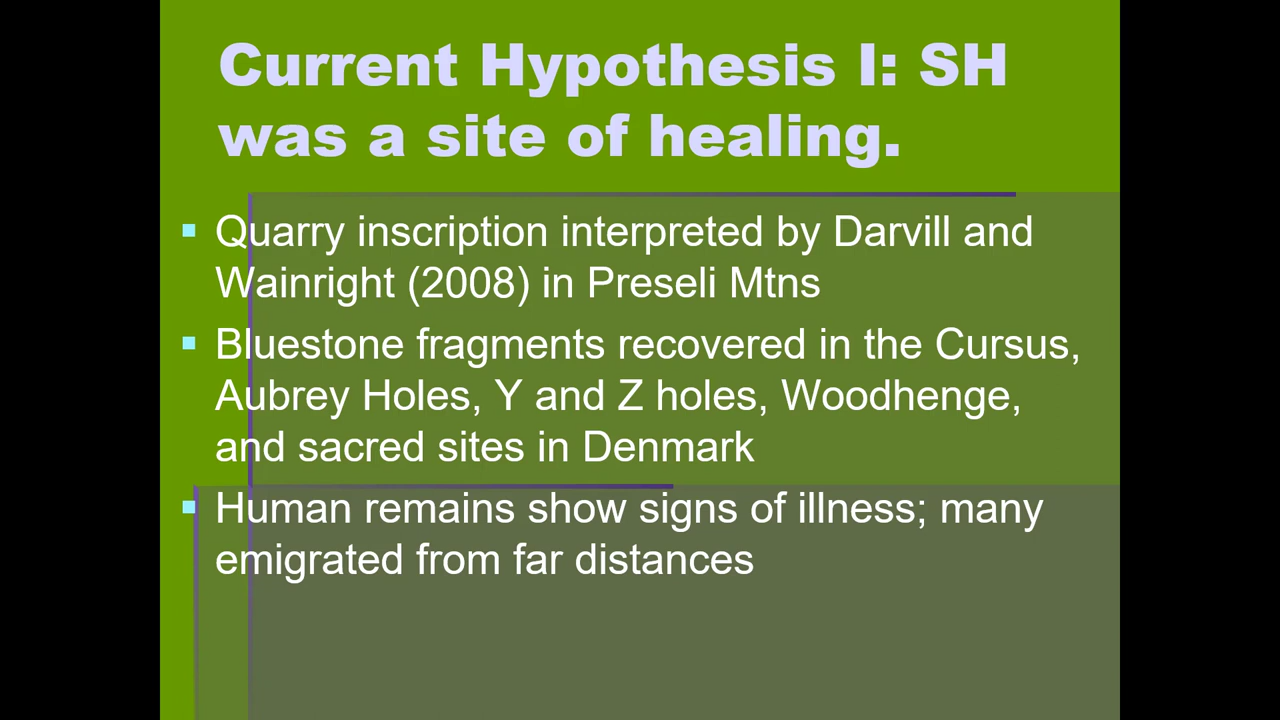 Current Hypothesis I: SH
was a site of healing.
Quarry inscription interpreted by Darvill and
Wainright (2008) in Preseli Mtns
Bluestone fragments recovered in the Cursus,
Aubrey Holes, Y and Z holes, Woodhenge,
and sacred sites in Denmark
Human remains show signs of illness; many
emigrated from far distances